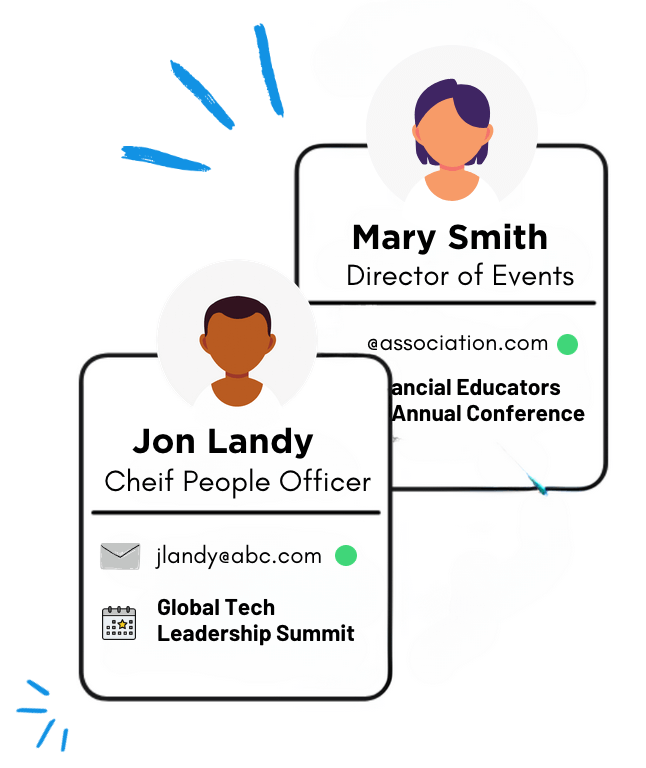 Mary Smith
Director of Events
@association.com
ancial Educators
Annual Conference
Jon Landy
Cheif People Officer
jlandy@abc.com
Global Tech
Leadership Summit